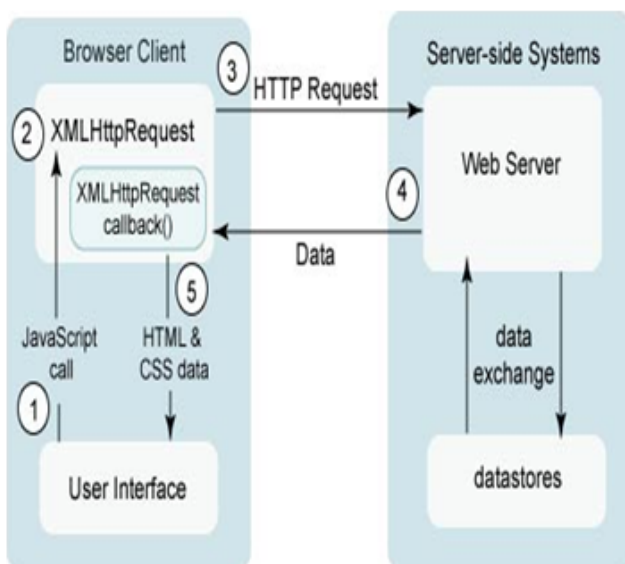 Browser Client
Server-side Systems
3
HTTP Request
2
XMLHttpRequest
XMLHttpRequest
callback()
Web Server
4
Data
5
JavaScript
call
HTML &
CSS data
data
exchange
1
User Interface
datastores